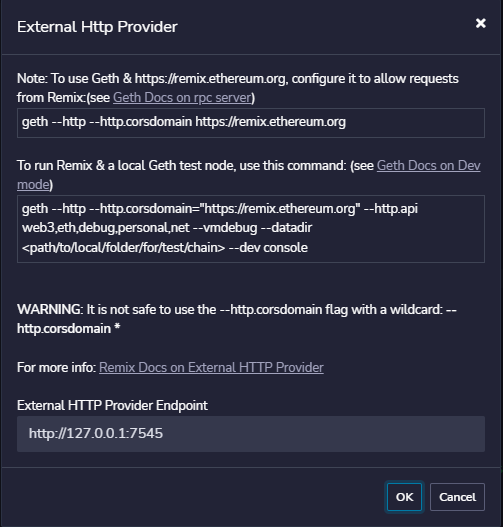 External Http Provider
×
Note: To use Geth & https://remix.ethereum.org, configure it to allow requests
from Remix:(see Geth Docs on rpc server)
geth --http --http.corsdomain https://remix.ethereum.org
To run Remix & a local Geth test node, use this command: (see Geth Docs on Dev
mode)
geth --http --http.corsdomain="https://remix.ethereum.org" --http.api
web3,eth,debug,personal,net --vmdebug --datadir
<path/to/local/folder/for/test/chain> --dev console
WARNING: It is not safe to use the --http.corsdomain flag with a wildcard: --
http.corsdomain *
For more info: Remix Docs on External HTTP Provider
External HTTP Provider Endpoint
http://127.0.0.1:7545
OK Cancel